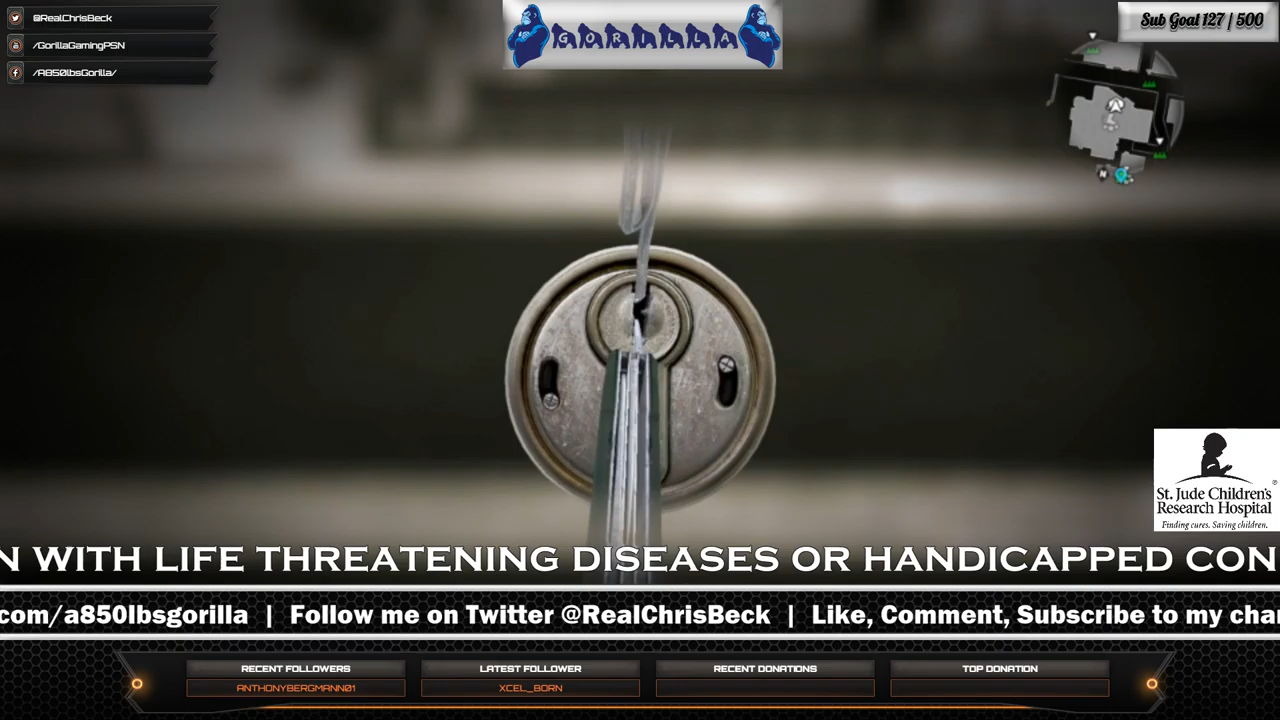 @RealChrisBeck
/GorillaGamingPSN
/A850lbsGorilla/
GORILLA
Sub Goal 127 / 500
N
St. Jude Children's
Research Hospital
Finding cures. Saving children.
N WITH LIFE THREATENING DISEASES OR HANDICAPPED CON
.com/a850lbsgorilla | Follow me on Twitter @RealChrisBeck | Like, Comment, Subscribe to my char
RECENT FOLLOWERS
ANTHONYBERGMANN01
LATEST FOLLOWER
XCEL_BORN
RECENT DONATIONS
TOP DONATION